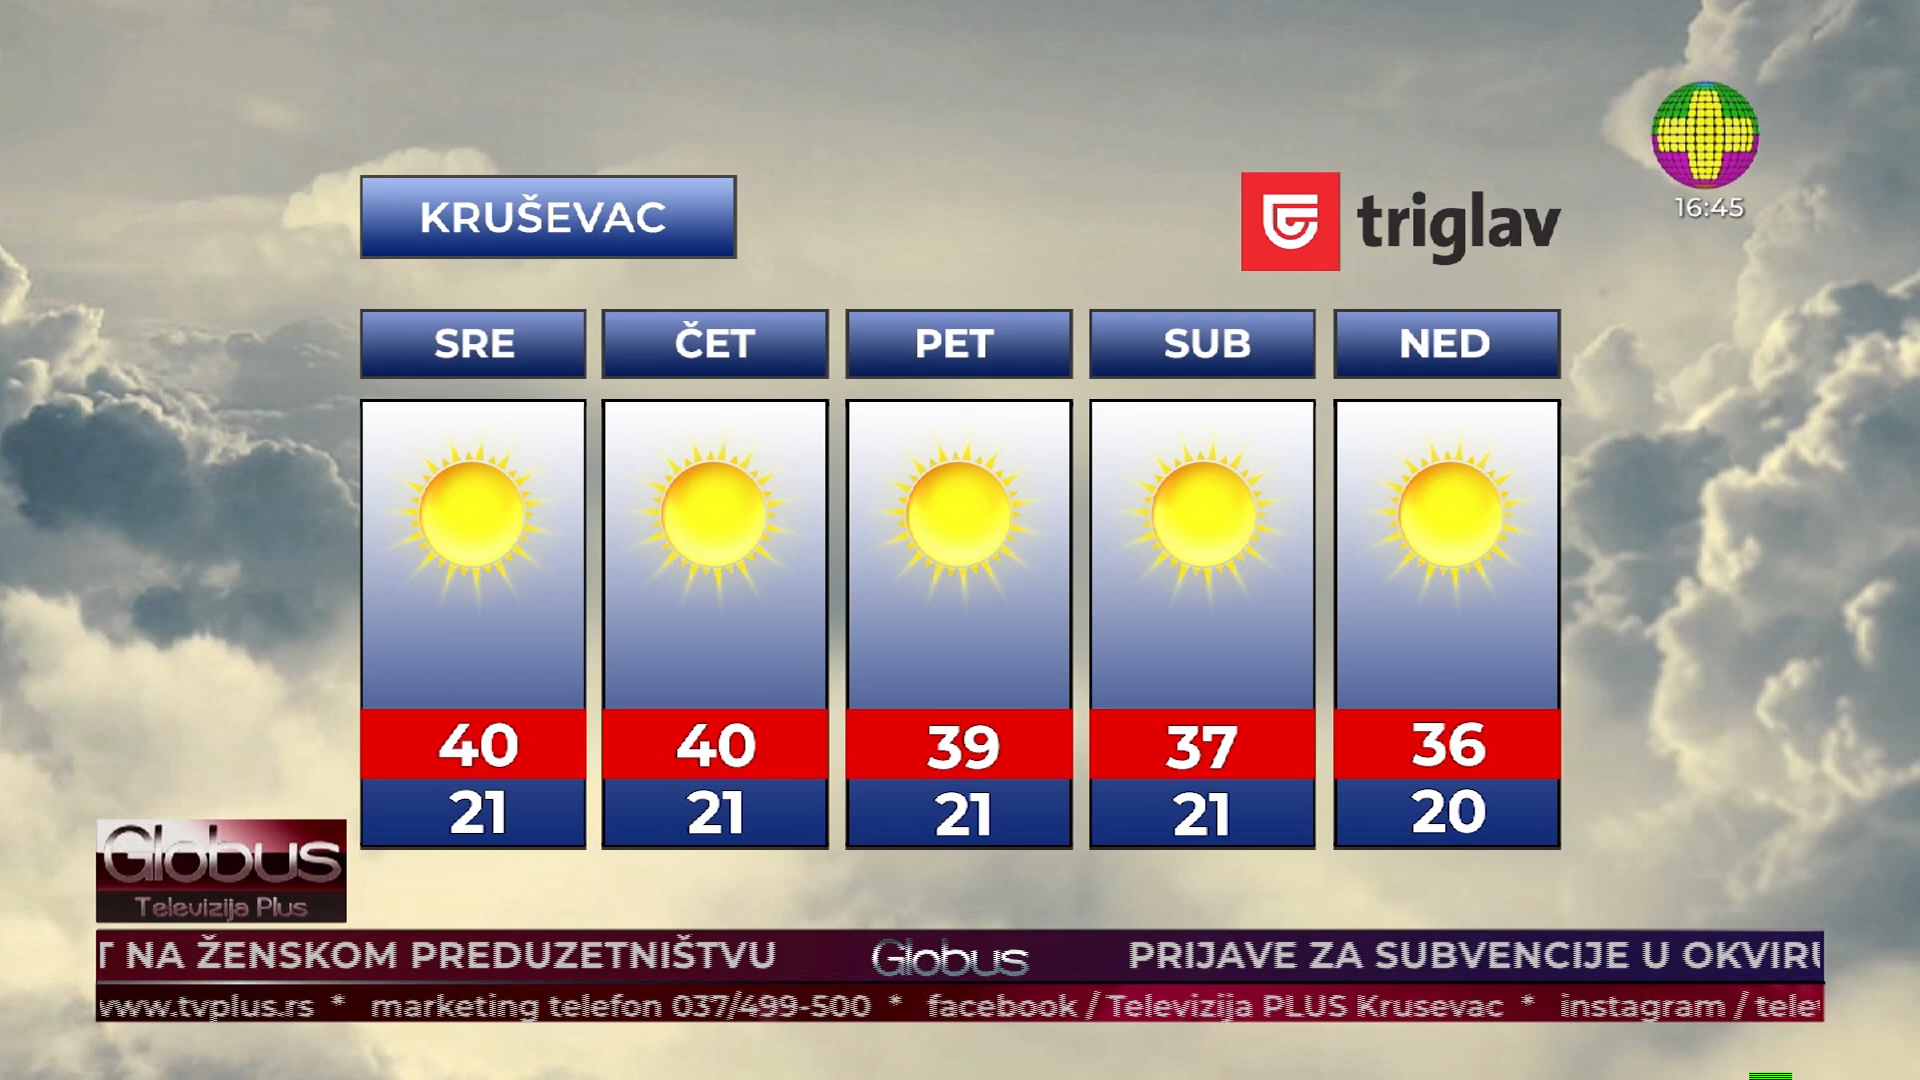 KRUŠEVAC
triglav
16:45
SRE ČET PET SUB NED
40 40 39 37 36
21 21 21 21 20
Globus
Televizija Plus
T NA ŽENSKOM PREDUZETNIŠTVU Globus PRIJAVE ZA SUBVENCIJE U OKVIRU
www.tvplus.rs * marketing telefon 037/499-500 * facebook / Televizija PLUS Krusevac * instagram / tele